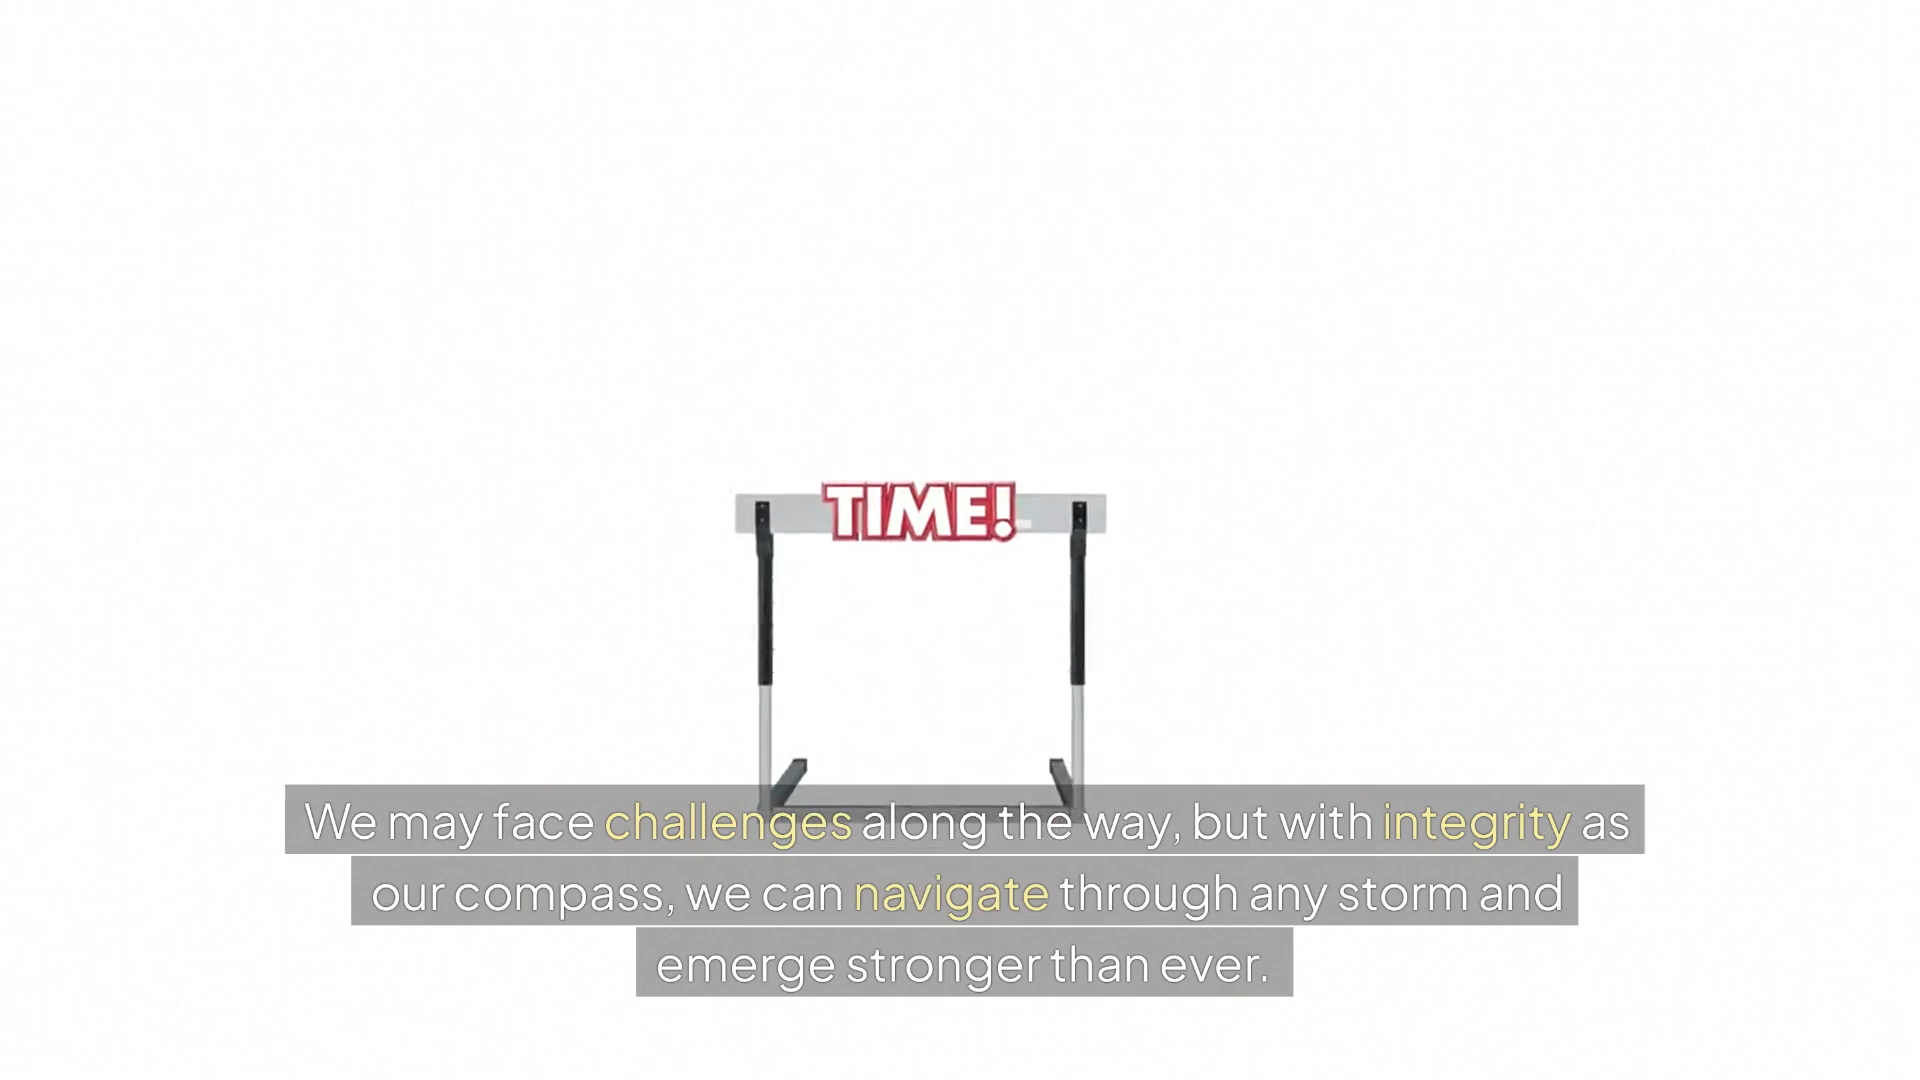 TIME!
We may face challenges along the way, but with integrity as
our compass, we can navigate through any storm and
emerge stronger than ever.